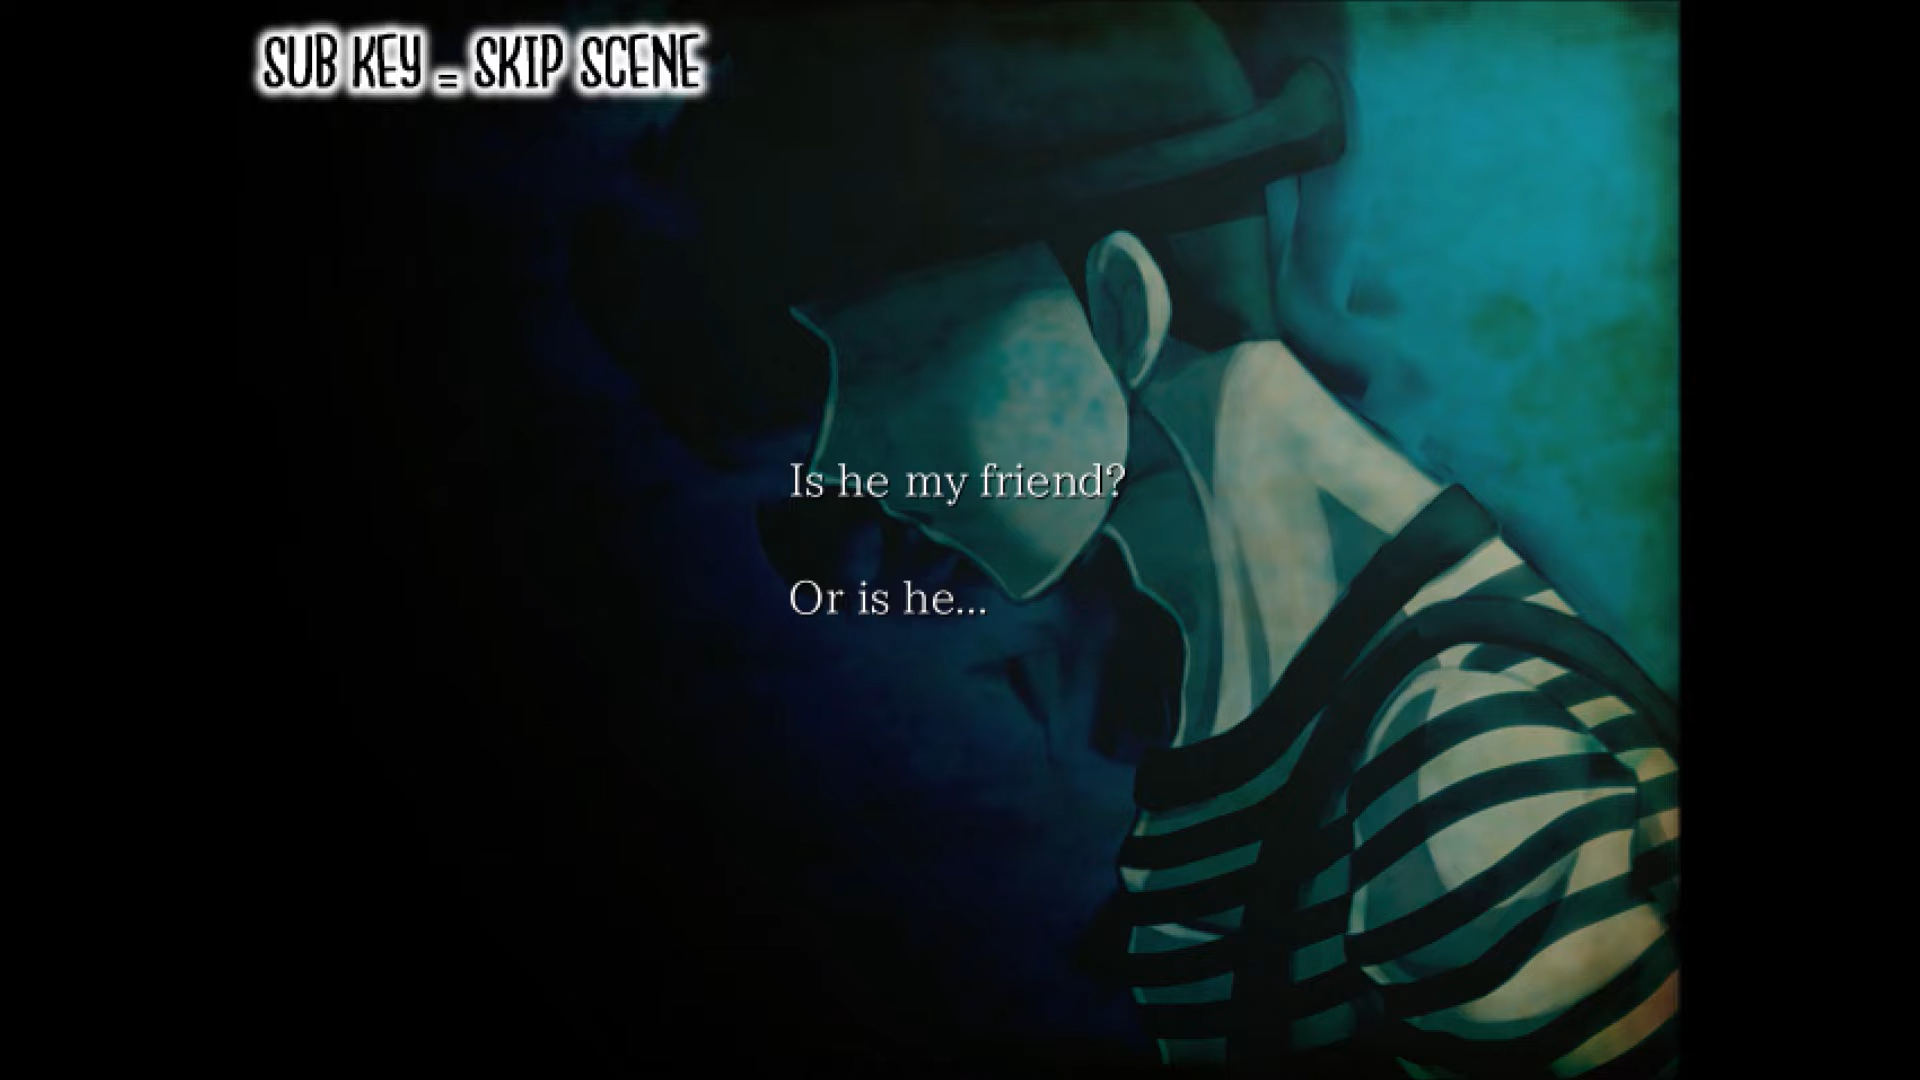 SUB KEY = SKIP SCENE
Is he my friend?
Or is he...